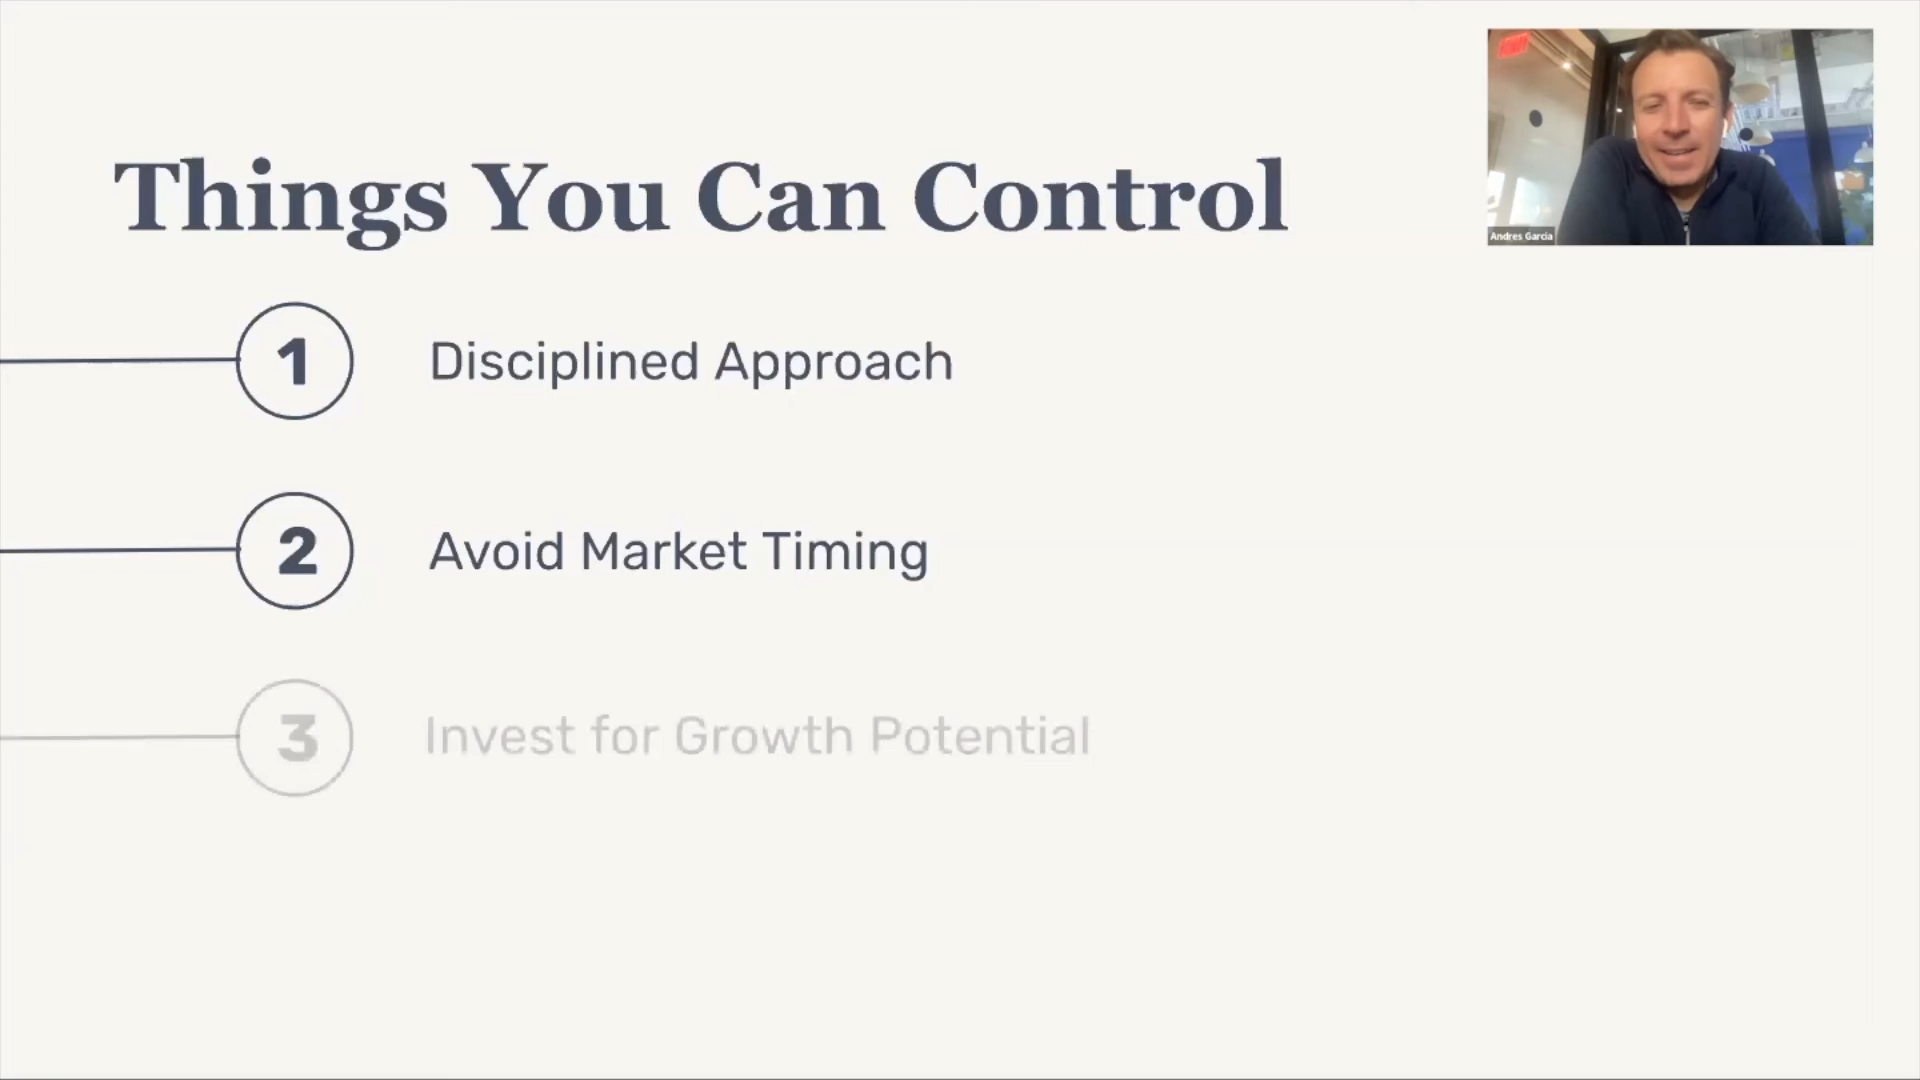 Things You Can Control
Andres Garcia
1 Disciplined Approach
2 Avoid Market Timing
3 Invest for Growth Potential